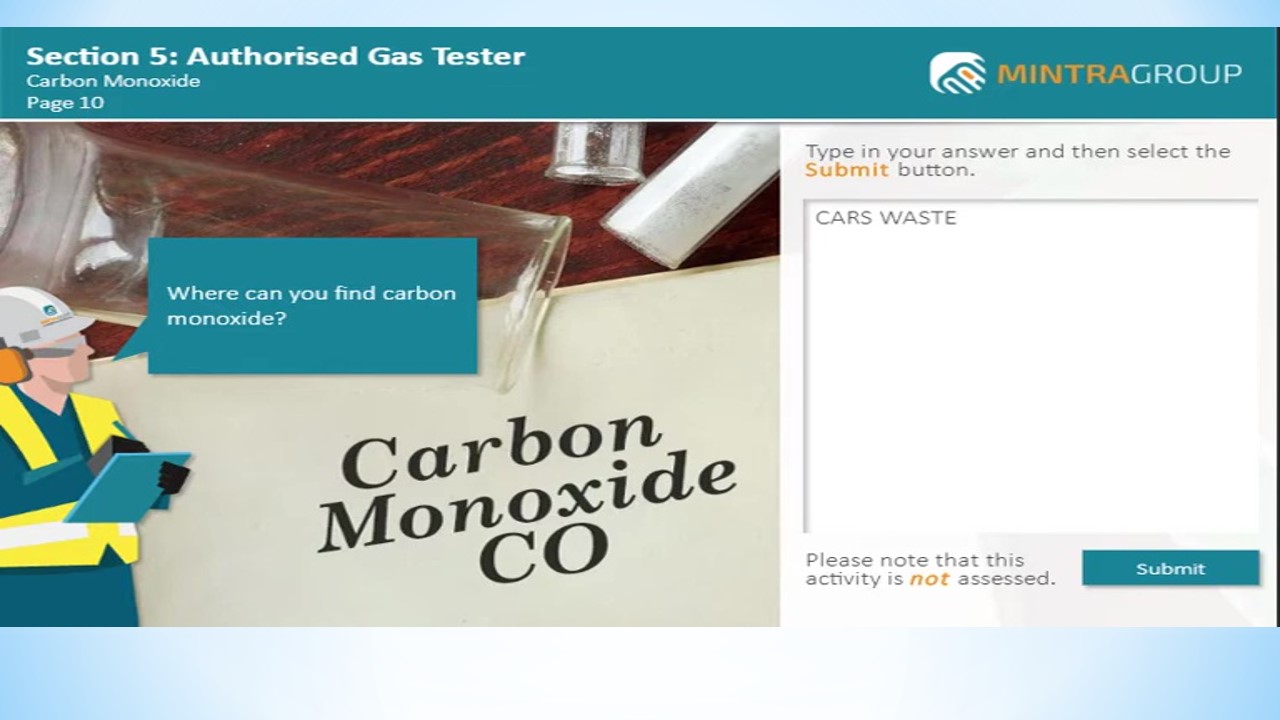 Section 5: Authorised Gas Tester
Carbon Monoxide
Page 10
MINTRAGROUP
Type in your answer and then select the
Submit button.
CARS WASTE
Where can you find carbon
monoxide?
Carbon
Monoxide
CO
Please note that this
activity is not assessed.
Submit